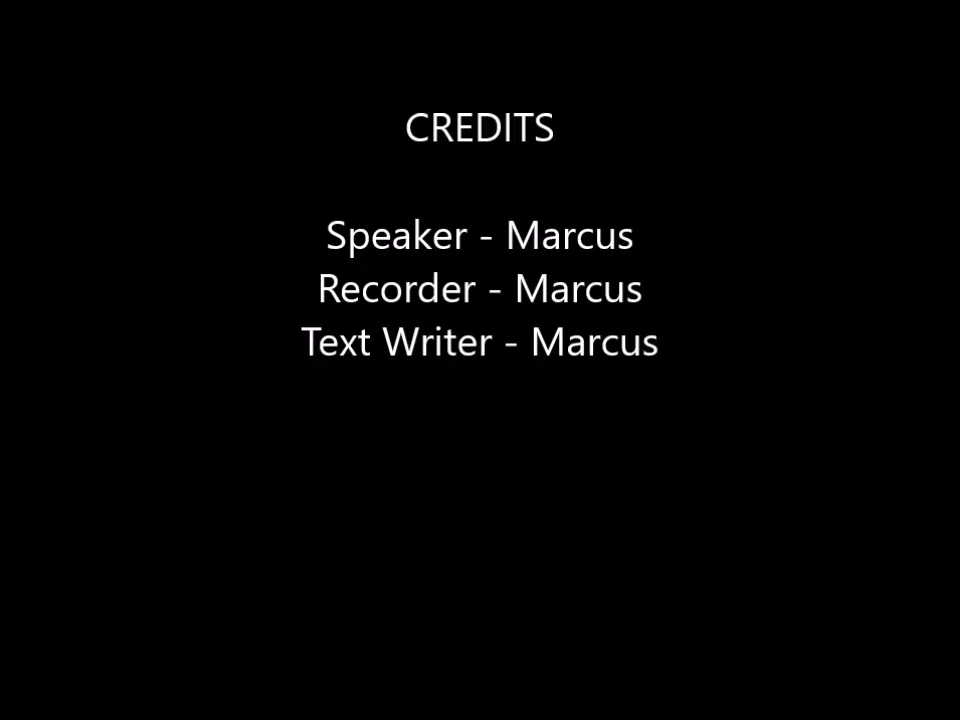 CREDITS
Speaker - Marcus
Recorder - Marcus
Text Writer - Marcus